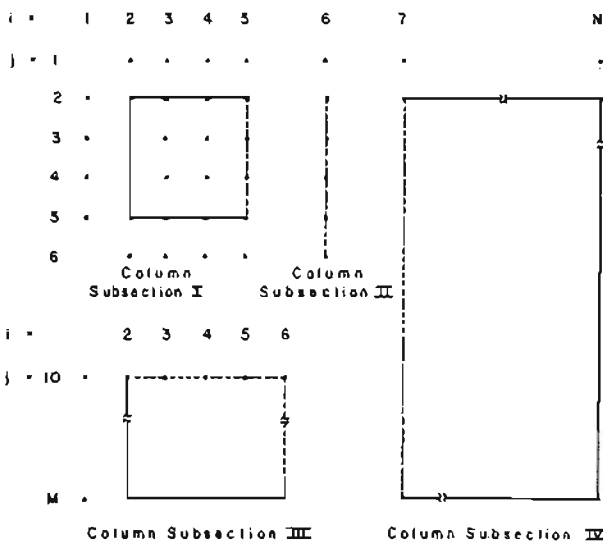 i = 1 2 3 4 5 6 7 N
j = 1
2
3
4
5
6
Column Subsection I
Column Subsection II
i = 2 3 4 5 6
j = 10
M
Column Subsection III
Column Subsection IV